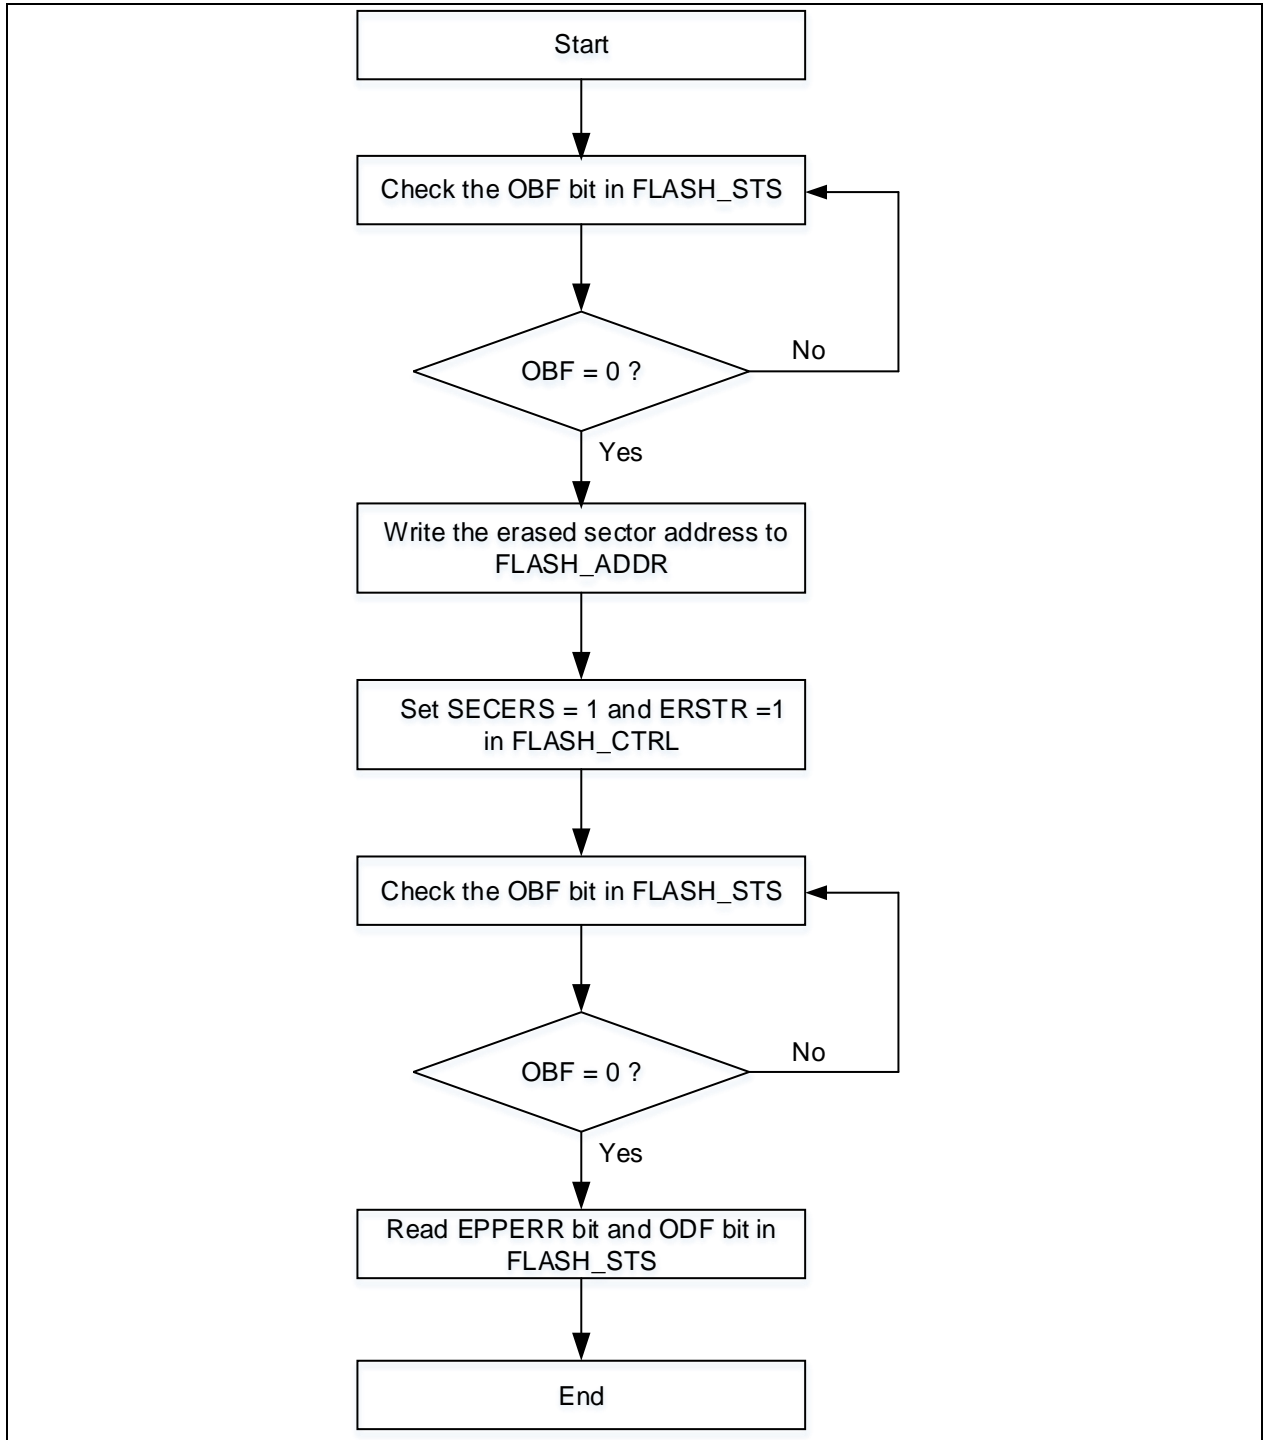 Start
Check the OBF bit in FLASH_STS
OBF = 0 ?
No
Yes
Write the erased sector address to
FLASH_ADDR
Set SECERS = 1 and ERSTR =1
in FLASH_CTRL
Check the OBF bit in FLASH_STS
OBF = 0 ?
No
Yes
Read EPPERR bit and ODF bit in
FLASH_STS
End